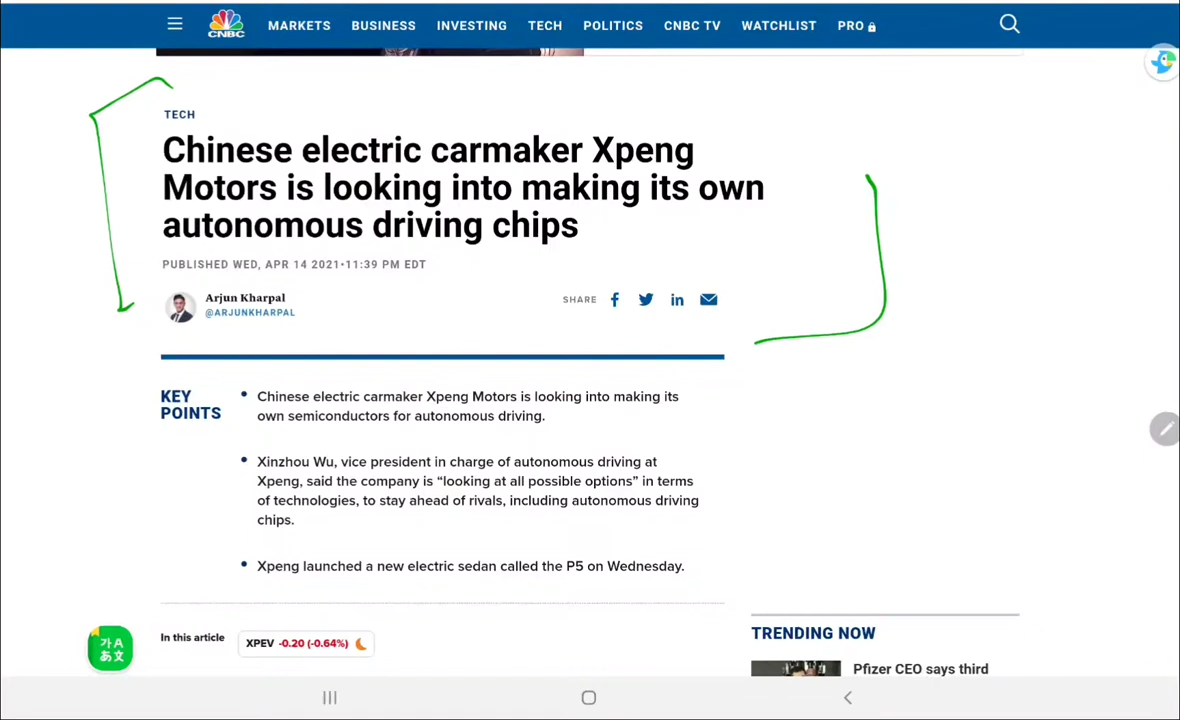 CNBC
MARKETS BUSINESS INVESTING TECH POLITICS CNBC TV WATCHLIST PRO
TECH
Chinese electric carmaker Xpeng
Motors is looking into making its own
autonomous driving chips
PUBLISHED WED, APR 14 2021•11:39 PM EDT
Arjun Kharpal
@ARJUNKHARPAL
SHARE
KEY
POINTS
• Chinese electric carmaker Xpeng Motors is looking into making its
own semiconductors for autonomous driving.
• Xinzhou Wu, vice president in charge of autonomous driving at
Xpeng, said the company is “looking at all possible options” in terms
of technologies, to stay ahead of rivals, including autonomous driving
chips.
• Xpeng launched a new electric sedan called the P5 on Wednesday.
In this article
XPEV -0.20 (-0.64%)
TRENDING NOW
Pfizer CEO says third
가A
あ文